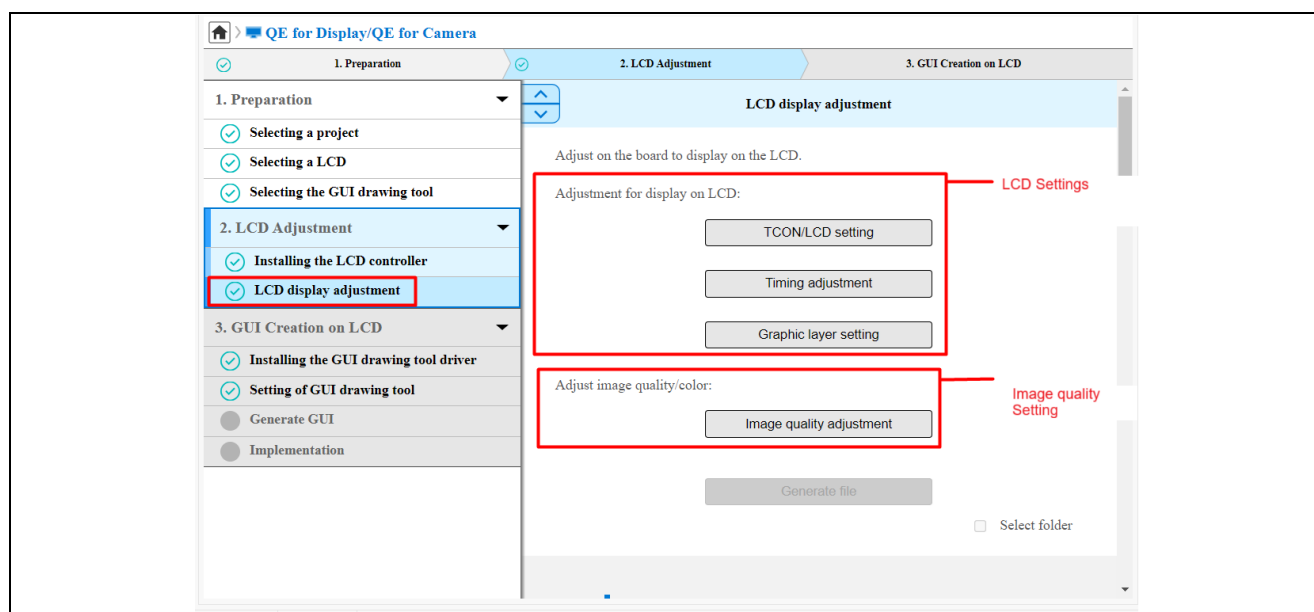 QE for Display/QE for Camera
1. Preparation
2. LCD Adjustment
3. GUI Creation on LCD
1. Preparation
Selecting a project
Selecting a LCD
Selecting the GUI drawing tool
2. LCD Adjustment
Installing the LCD controller
LCD display adjustment
3. GUI Creation on LCD
Installing the GUI drawing tool driver
Setting of GUI drawing tool
Generate GUI
Implementation
LCD display adjustment
Adjust on the board to display on the LCD.
Adjustment for display on LCD:
TCON/LCD setting
Timing adjustment
Graphic layer setting
LCD Settings
Adjust image quality/color:
Image quality adjustment
Image quality
Setting
Generate file
Select folder